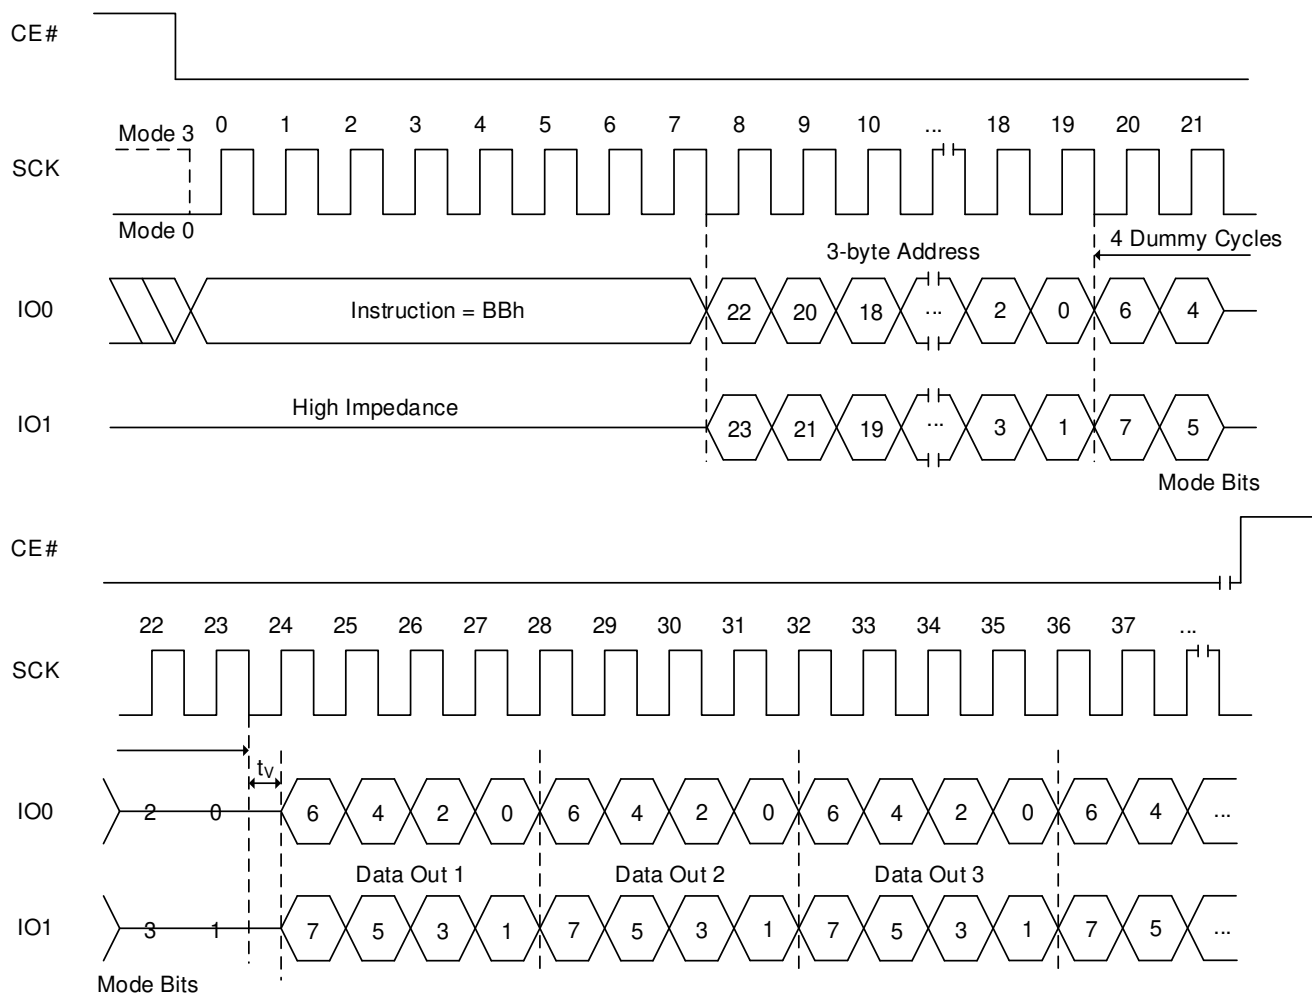 CE#
0 1 2 3 4 5 6 7 8 9 10 ... 18 19 20 21
Mode 3
SCK
Mode 0
3-byte Address
4 Dummy Cycles
IO0
Instruction = BBh
22 20 18 ... 2 0 6 4
High Impedance
IO1
23 21 19 ... 3 1 7 5
Mode Bits
CE#
22 23 24 25 26 27 28 29 30 31 32 33 34 35 36 37 ...
SCK
tV
IO0
2 0 6 4 2 0 6 4 2 0 6 4 2 0 6 4 ...
Data Out 1 Data Out 2 Data Out 3
IO1
3 1 7 5 3 1 7 5 3 1 7 5 3 1 7 5 ...
Mode Bits